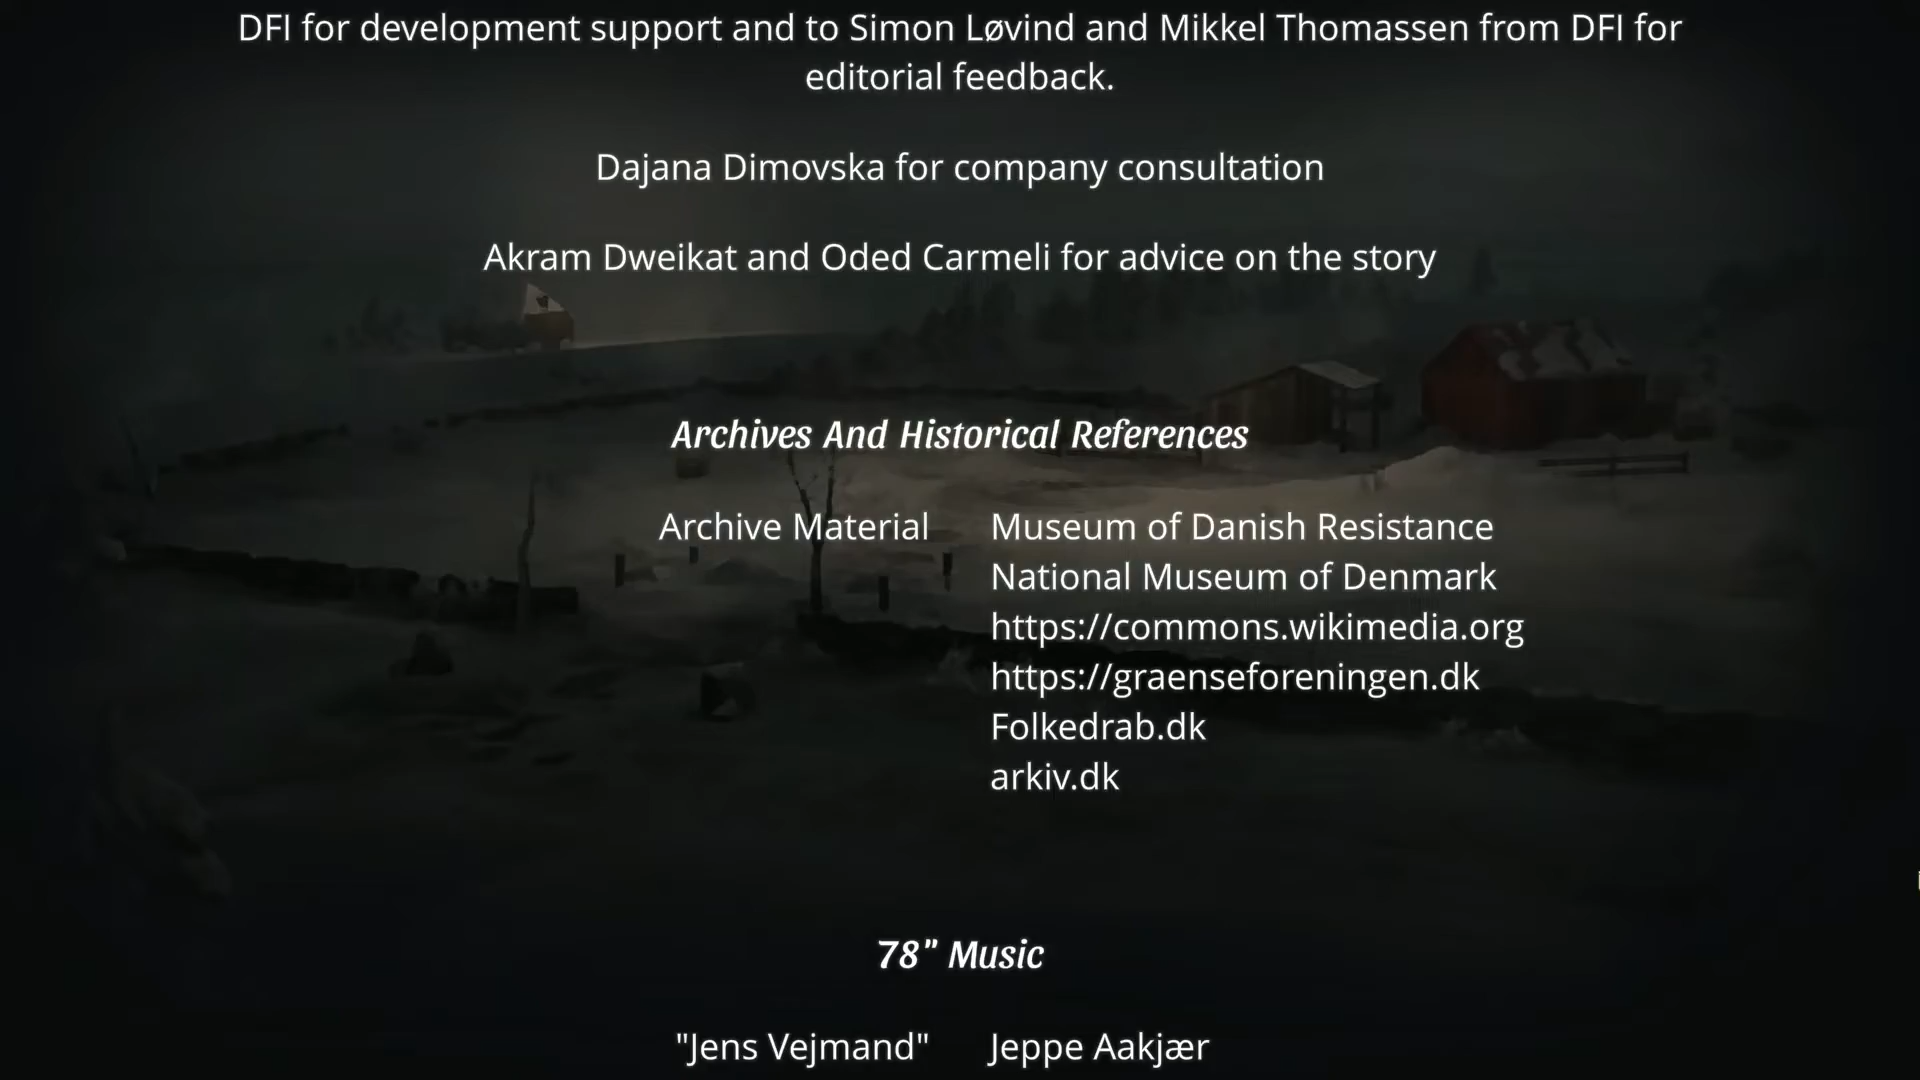 DFI for development support and to Simon Løvind and Mikkel Thomassen from DFI for
editorial feedback.
Dajana Dimovska for company consultation
Akram Dweikat and Oded Carmeli for advice on the story
Archives And Historical References
Archive Material Museum of Danish Resistance
National Museum of Denmark
https://commons.wikimedia.org
https://graenseforeningen.dk
Folkedrab.dk
arkiv.dk
78" Music
"Jens Vejmand" Jeppe Aakjær